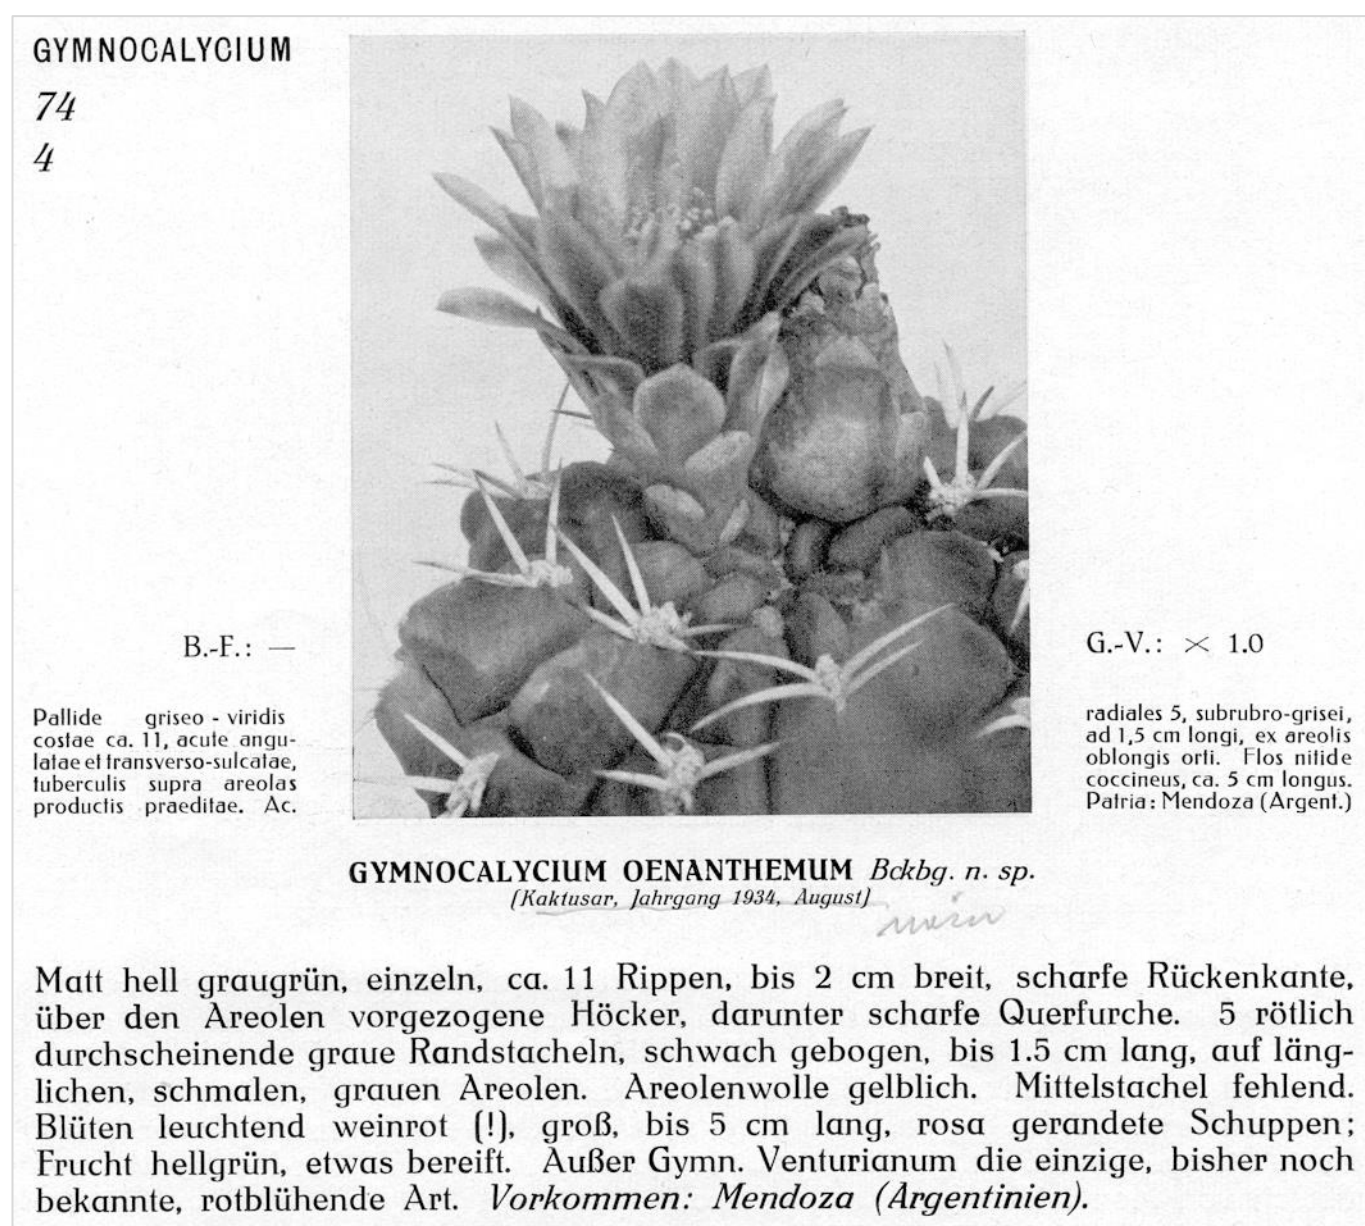 GYMNOCALYCIUM
74
4
B.-F.: —
G.-V.: × 1.0
Pallide griseo - viridis
costae ca. 11, acute angu-
latae et transverso-sulcatae,
tuberculis supra areolas
productis praeditae. Ac.
radiales 5, subrubro-grisei,
ad 1,5 cm longi, ex areolis
oblongis orti. Flos nitide
coccineus, ca. 5 cm longus.
Patria: Mendoza (Argent.)
GYMNOCALYCIUM OENANTHEMUM Bckbg. n. sp.
(Kaktusar, Jahrgang 1934, August)
Matt hell graugrün, einzeln, ca. 11 Rippen, bis 2 cm breit, scharfe Rückenkante,
über den Areolen vorgezogene Höcker, darunter scharfe Querfurche. 5 rötlich
durchscheinende graue Randstacheln, schwach gebogen, bis 1.5 cm lang, auf läng-
lichen, schmalen, grauen Areolen. Areolenwolle gelblich. Mittelstachel fehlend.
Blüten leuchtend weinrot (!), groß, bis 5 cm lang, rosa gerandete Schuppen;
Frucht hellgrün, etwas bereift. Außer Gymn. Venturianum die einzige, bisher noch
bekannte, rotblühende Art. Vorkommen: Mendoza (Argentinien).